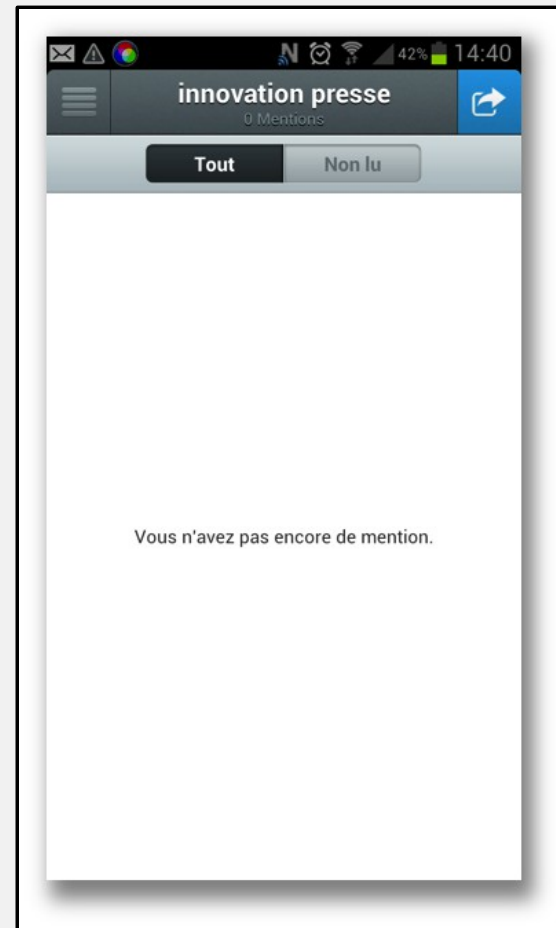 42% 14:40
innovation presse
0 Mentions
Tout Non lu
Vous n'avez pas encore de mention.